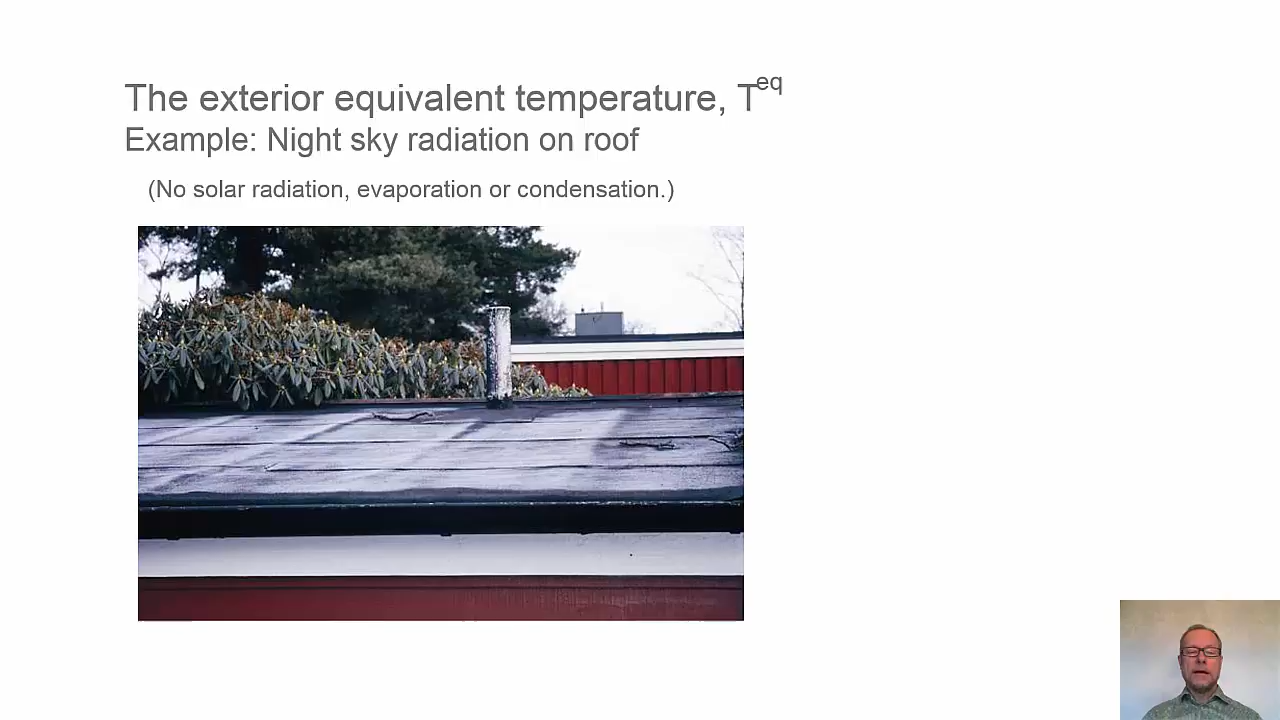 The exterior equivalent temperature, T^eq
Example: Night sky radiation on roof
(No solar radiation, evaporation or condensation.)